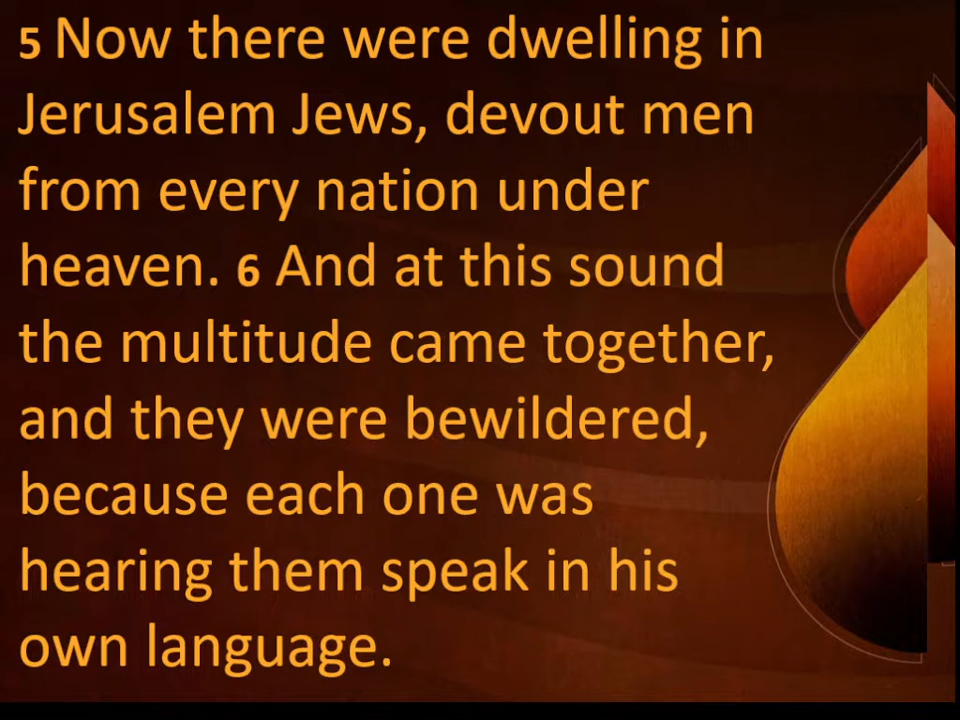 5 Now there were dwelling in
Jerusalem Jews, devout men
from every nation under
heaven. 6 And at this sound
the multitude came together,
and they were bewildered,
because each one was
hearing them speak in his
own language.